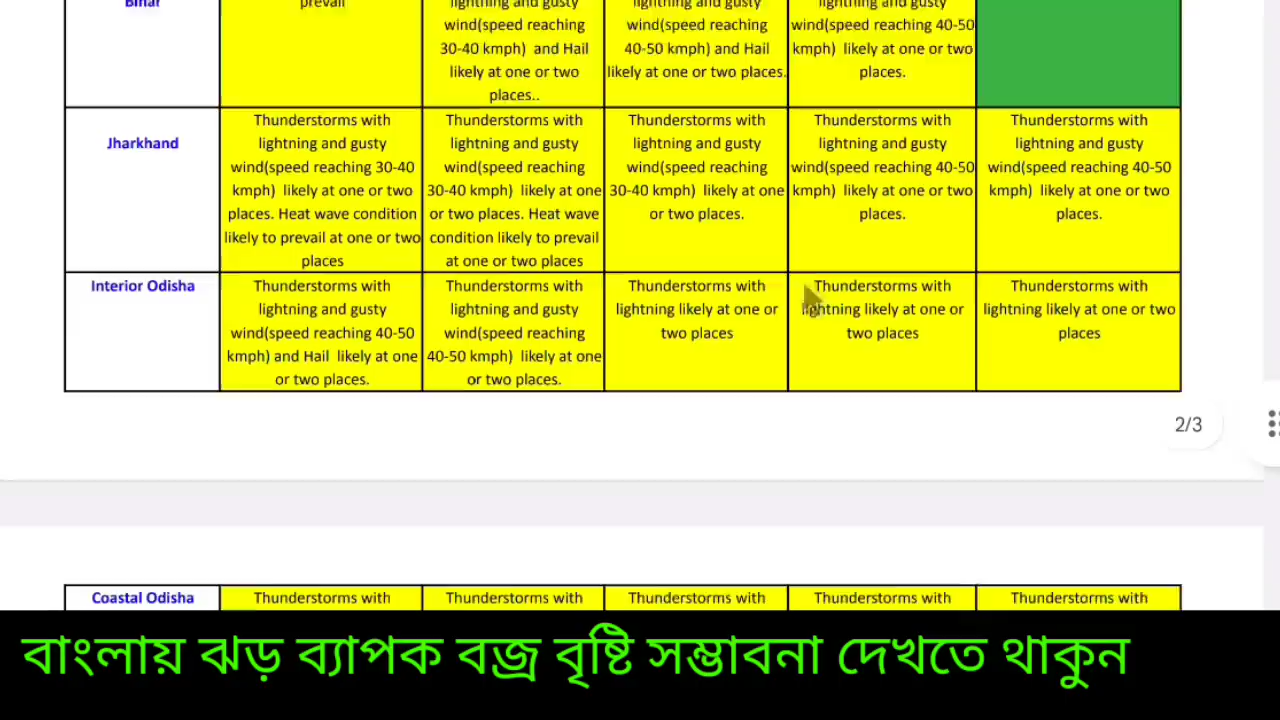 Bihar
prevail
lightning and gusty
wind(speed reaching
30-40 kmph)  and Hail
likely at one or two
places..
lightning and gusty
wind(speed reaching
40-50 kmph) and Hail
likely at one or two places.
lightning and gusty
wind(speed reaching 40-50
kmph)  likely at one or two
places.
Jharkhand
Thunderstorms with
lightning and gusty
wind(speed reaching 30-40
kmph)  likely at one or two
places. Heat wave condition
likely to prevail at one or two
places
Thunderstorms with
lightning and gusty
wind(speed reaching
30-40 kmph)  likely at one
or two places. Heat wave
condition likely to prevail
at one or two places
Thunderstorms with
lightning and gusty
wind(speed reaching
30-40 kmph)  likely at one
or two places.
Thunderstorms with
lightning and gusty
wind(speed reaching 40-50
kmph)  likely at one or two
places.
Thunderstorms with
lightning and gusty
wind(speed reaching 40-50
kmph)  likely at one or two
places.
Interior Odisha
Thunderstorms with
lightning and gusty
wind(speed reaching 40-50
kmph) and Hail  likely at one
or two places.
Thunderstorms with
lightning and gusty
wind(speed reaching
40-50 kmph)  likely at one
or two places.
Thunderstorms with
lightning likely at one or
two places
Thunderstorms with
lightning likely at one or
two places
Thunderstorms with
lightning likely at one or two
places
2/3
Coastal Odisha
Thunderstorms with
Thunderstorms with
Thunderstorms with
Thunderstorms with
Thunderstorms with
বাংলায় ঝড় ব্যাপক বজ্র বৃষ্টি সম্ভাবনা দেখতে থাকুন